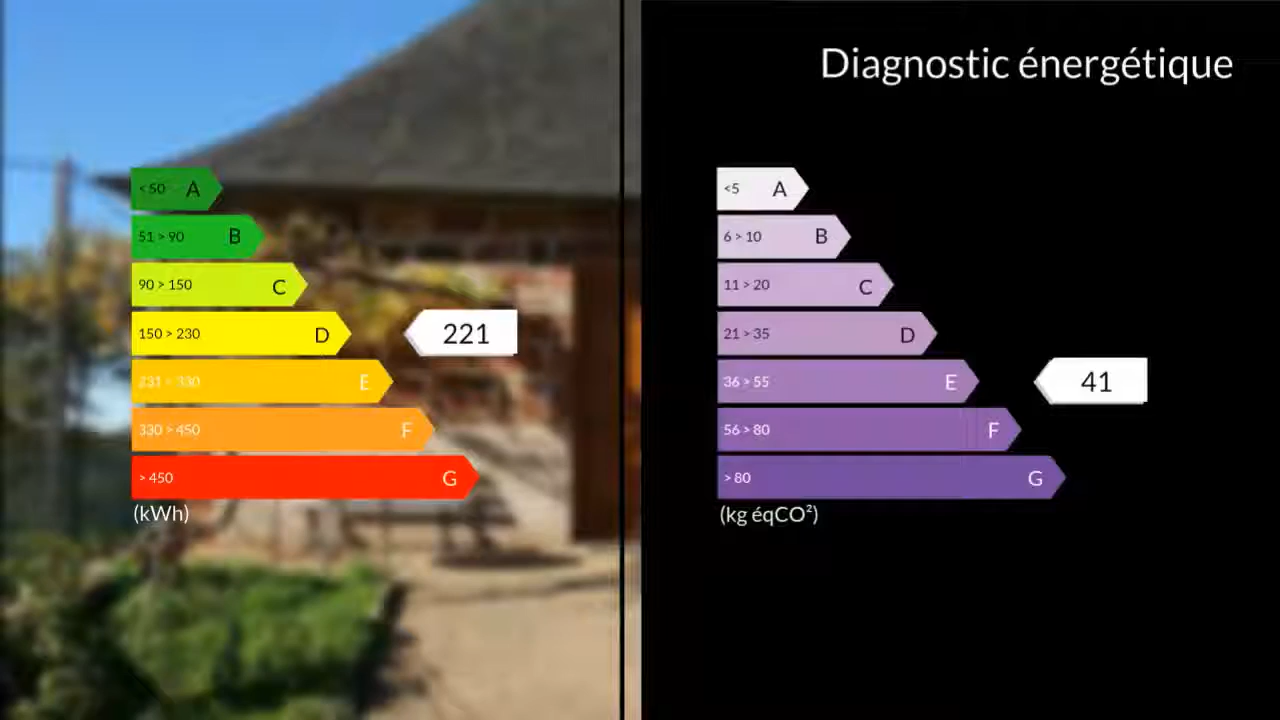 Diagnostic énergétique
<50 A
51 > 90 B
90 > 150 C
150 > 230 D
221
231 > 330 E
330 > 450 F
> 450 G
(kWh)
<5 A
6 > 10 B
11 > 20 C
21 > 35 D
36 > 55 E
41
56 > 80 F
> 80 G
(kg éqCO²)